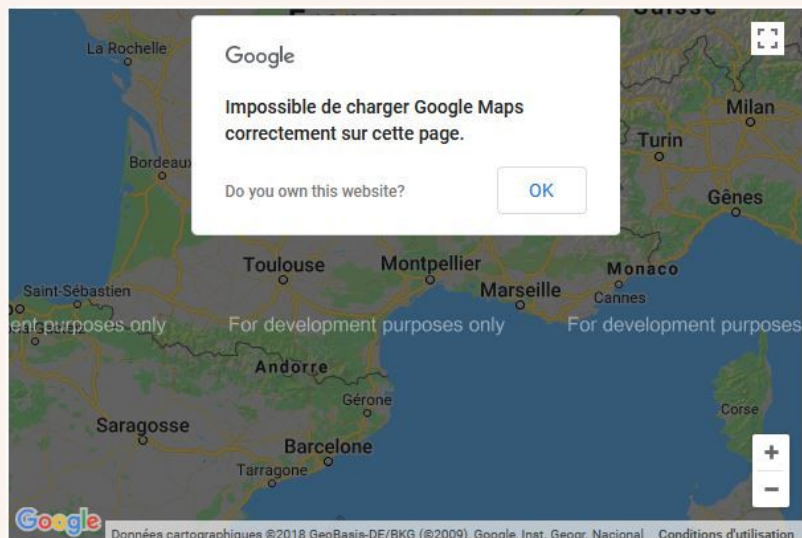 La Rochelle
Google
Impossible de charger Google Maps
correctement sur cette page.
Do you own this website?
OK
Milan
Turin
Bordeaux
Gênes
Toulouse
Montpellier
Monaco
Saint-Sébastien
Marseille
Cannes
For development purposes only
For development purposes
purposes only
Andorre
Gérone
Corse
Saragosse
Barcelone
Tarragone
+
−
Google
Données cartographiques ©2018 GeoBasis-DE/BKG (©2009), Google, Inst. Geogr. Nacional
Conditions d'utilisation